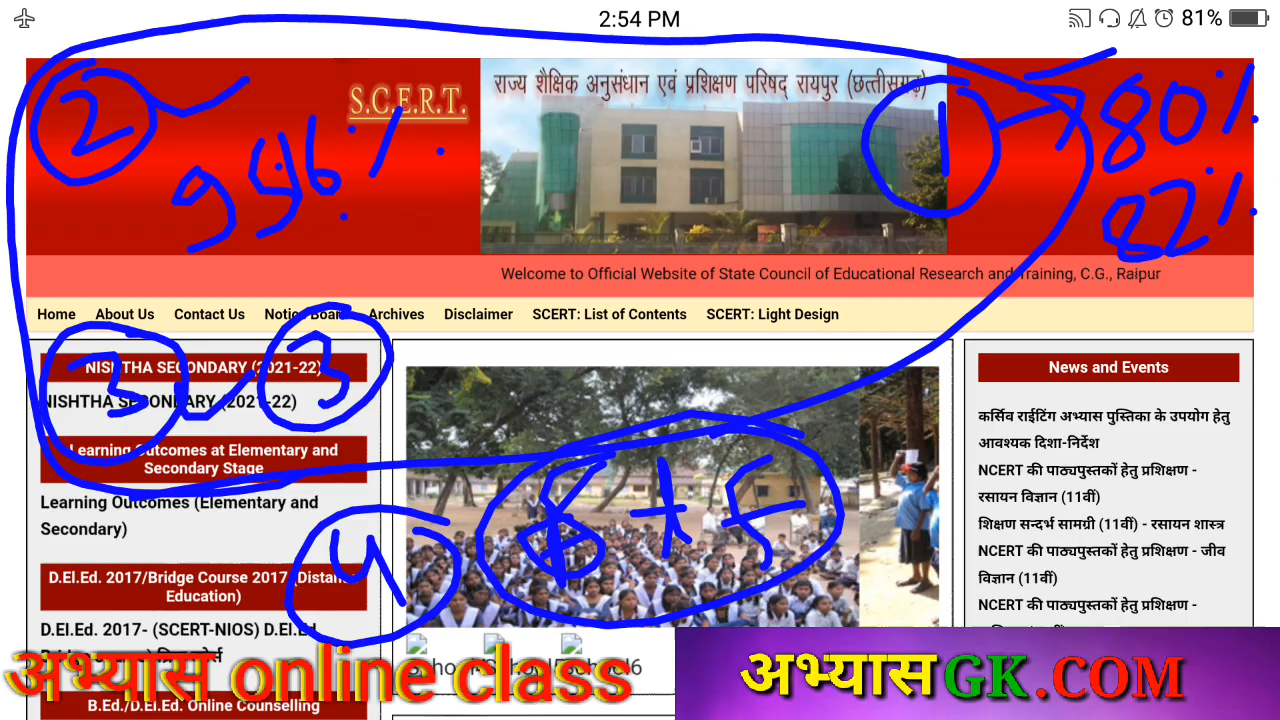 2:54 PM
81%
S.C.E.R.T.
राज्य शैक्षिक अनुसंधान एवं प्रशिक्षण परिषद् रायपुर (छत्तीसगढ़)
2
1
80%
82%
Welcome to Official Website of State Council of Educational Research and Training, C.G., Raipur
Home About Us Contact Us Notice Board Archives Disclaimer SCERT: List of Contents SCERT: Light Design
NISHTHA SECONDARY (2021-22)
NISHTHA SECONDARY (2021-22)
3
3
Learning Outcomes at Elementary and
Secondary Stage
Learning Outcomes (Elementary and
Secondary)
D.El.Ed. 2017/Bridge Course 2017 (Distance
Education)
D.El.Ed. 2017- (SCERT-NIOS) D.El.Ed
B.Ed./D.El.Ed. Online Counselling
School4 School5 School6
News and Events
कर्सिव राईटिंग अभ्यास पुस्तिका के उपयोग हेतु
आवश्यक दिशा-निर्देश
NCERT की पाठ्यपुस्तकों हेतु प्रशिक्षण -
रसायन विज्ञान (11वीं)
शिक्षण सन्दर्भ सामग्री (11वीं) - रसायन शास्त्र
NCERT की पाठ्यपुस्तकों हेतु प्रशिक्षण - जीव
विज्ञान (11वीं)
NCERT की पाठ्यपुस्तकों हेतु प्रशिक्षण -
अभ्यास online class
अभ्यास GK.COM